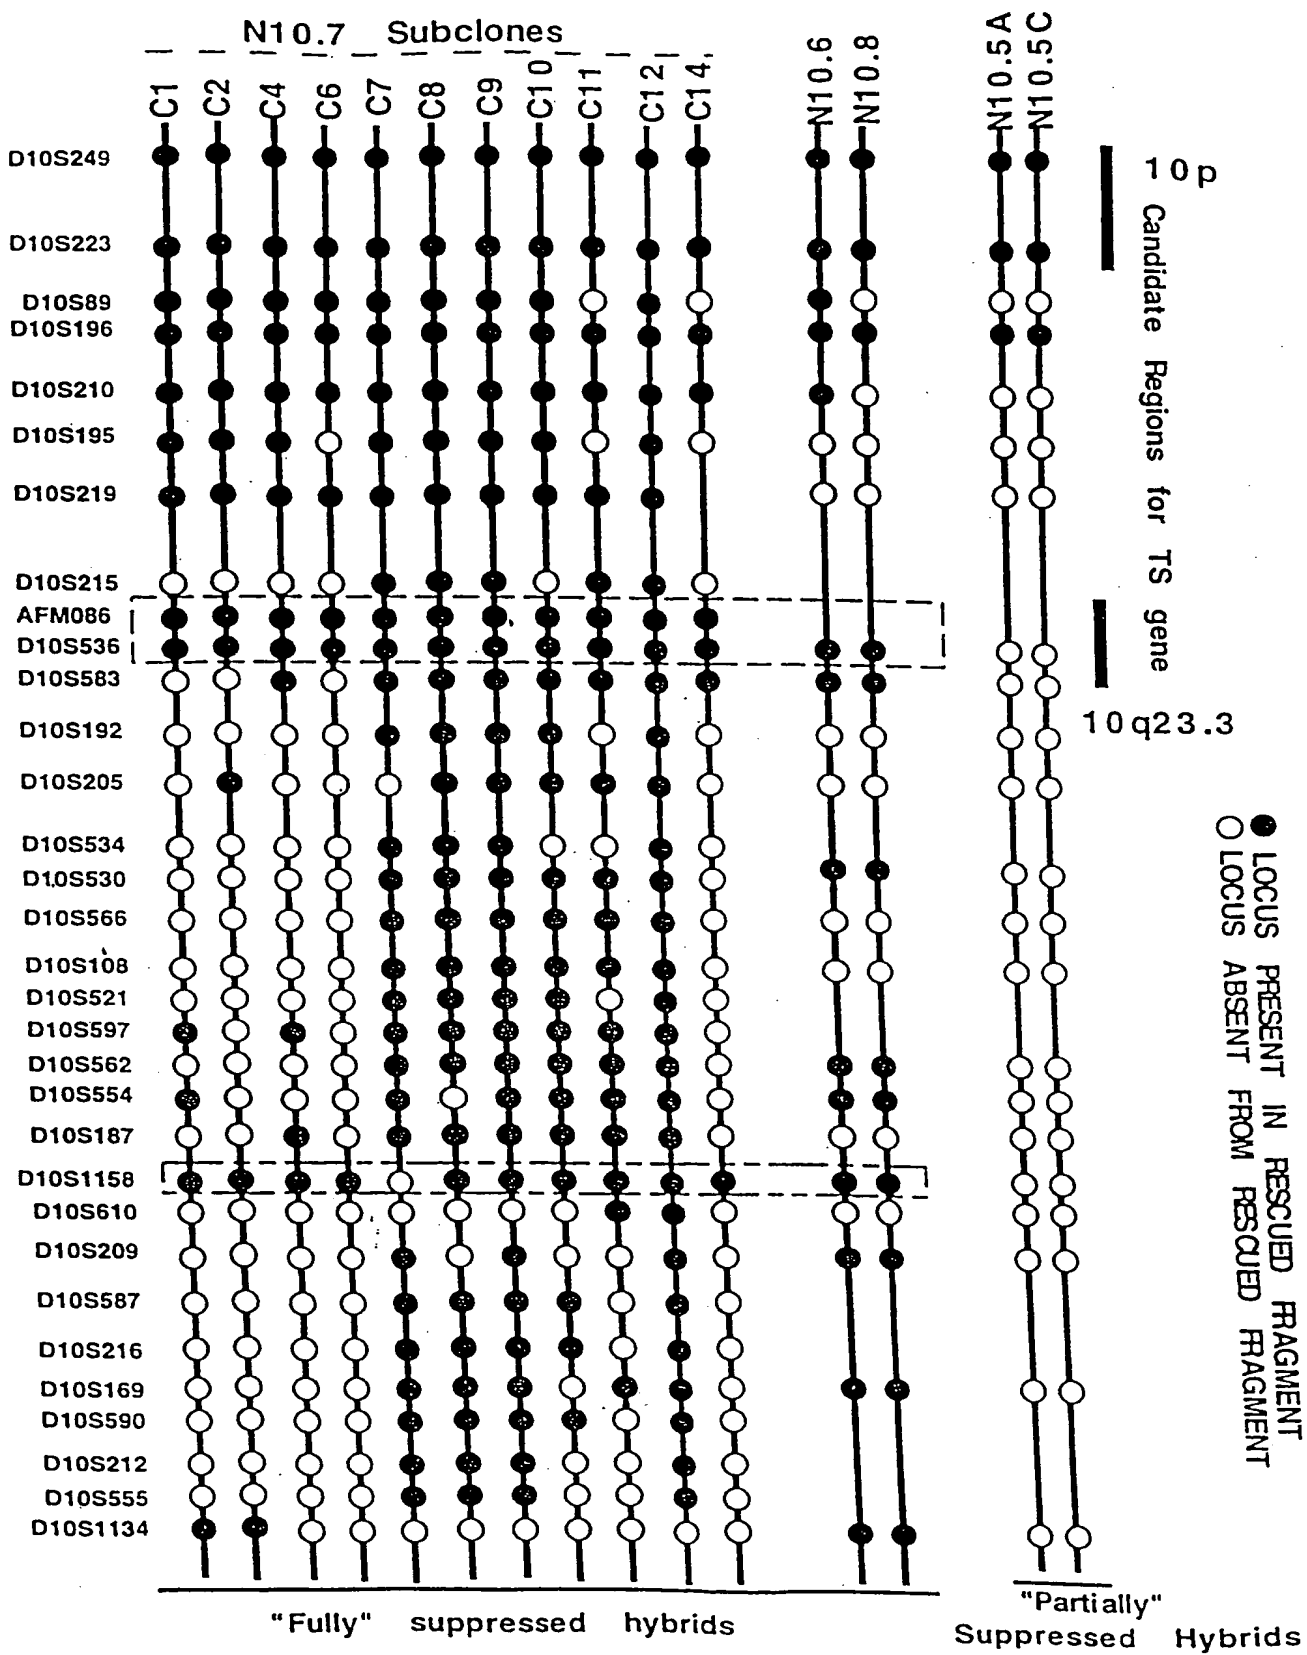 N10.7 Subclones
C1 C2 C4 C6 C7 C8 C9 C10 C11 C12 C14,
N10.6
N10.8
N10.5A
N10.5C
D10S249
D10S223
D10S89
D10S196
D10S210
D10S195
D10S219
D10S215
AFM086
D10S536
D10S583
D10S192
D10S205
D10S534
D10S530
D10S566
D10S108
D10S521
D10S597
D10S562
D10S554
D10S187
D10S1158
D10S610
D10S209
D10S587
D10S216
D10S169
D10S590
D10S212
D10S555
D10S1134
10p
Candidate Regions for TS gene
10q23.3
LOCUS PRESENT IN RESCUED FRAGMENT
LOCUS ABSENT FROM RESCUED FRAGMENT
"Fully" suppressed hybrids
"Partially"
Suppressed Hybrids